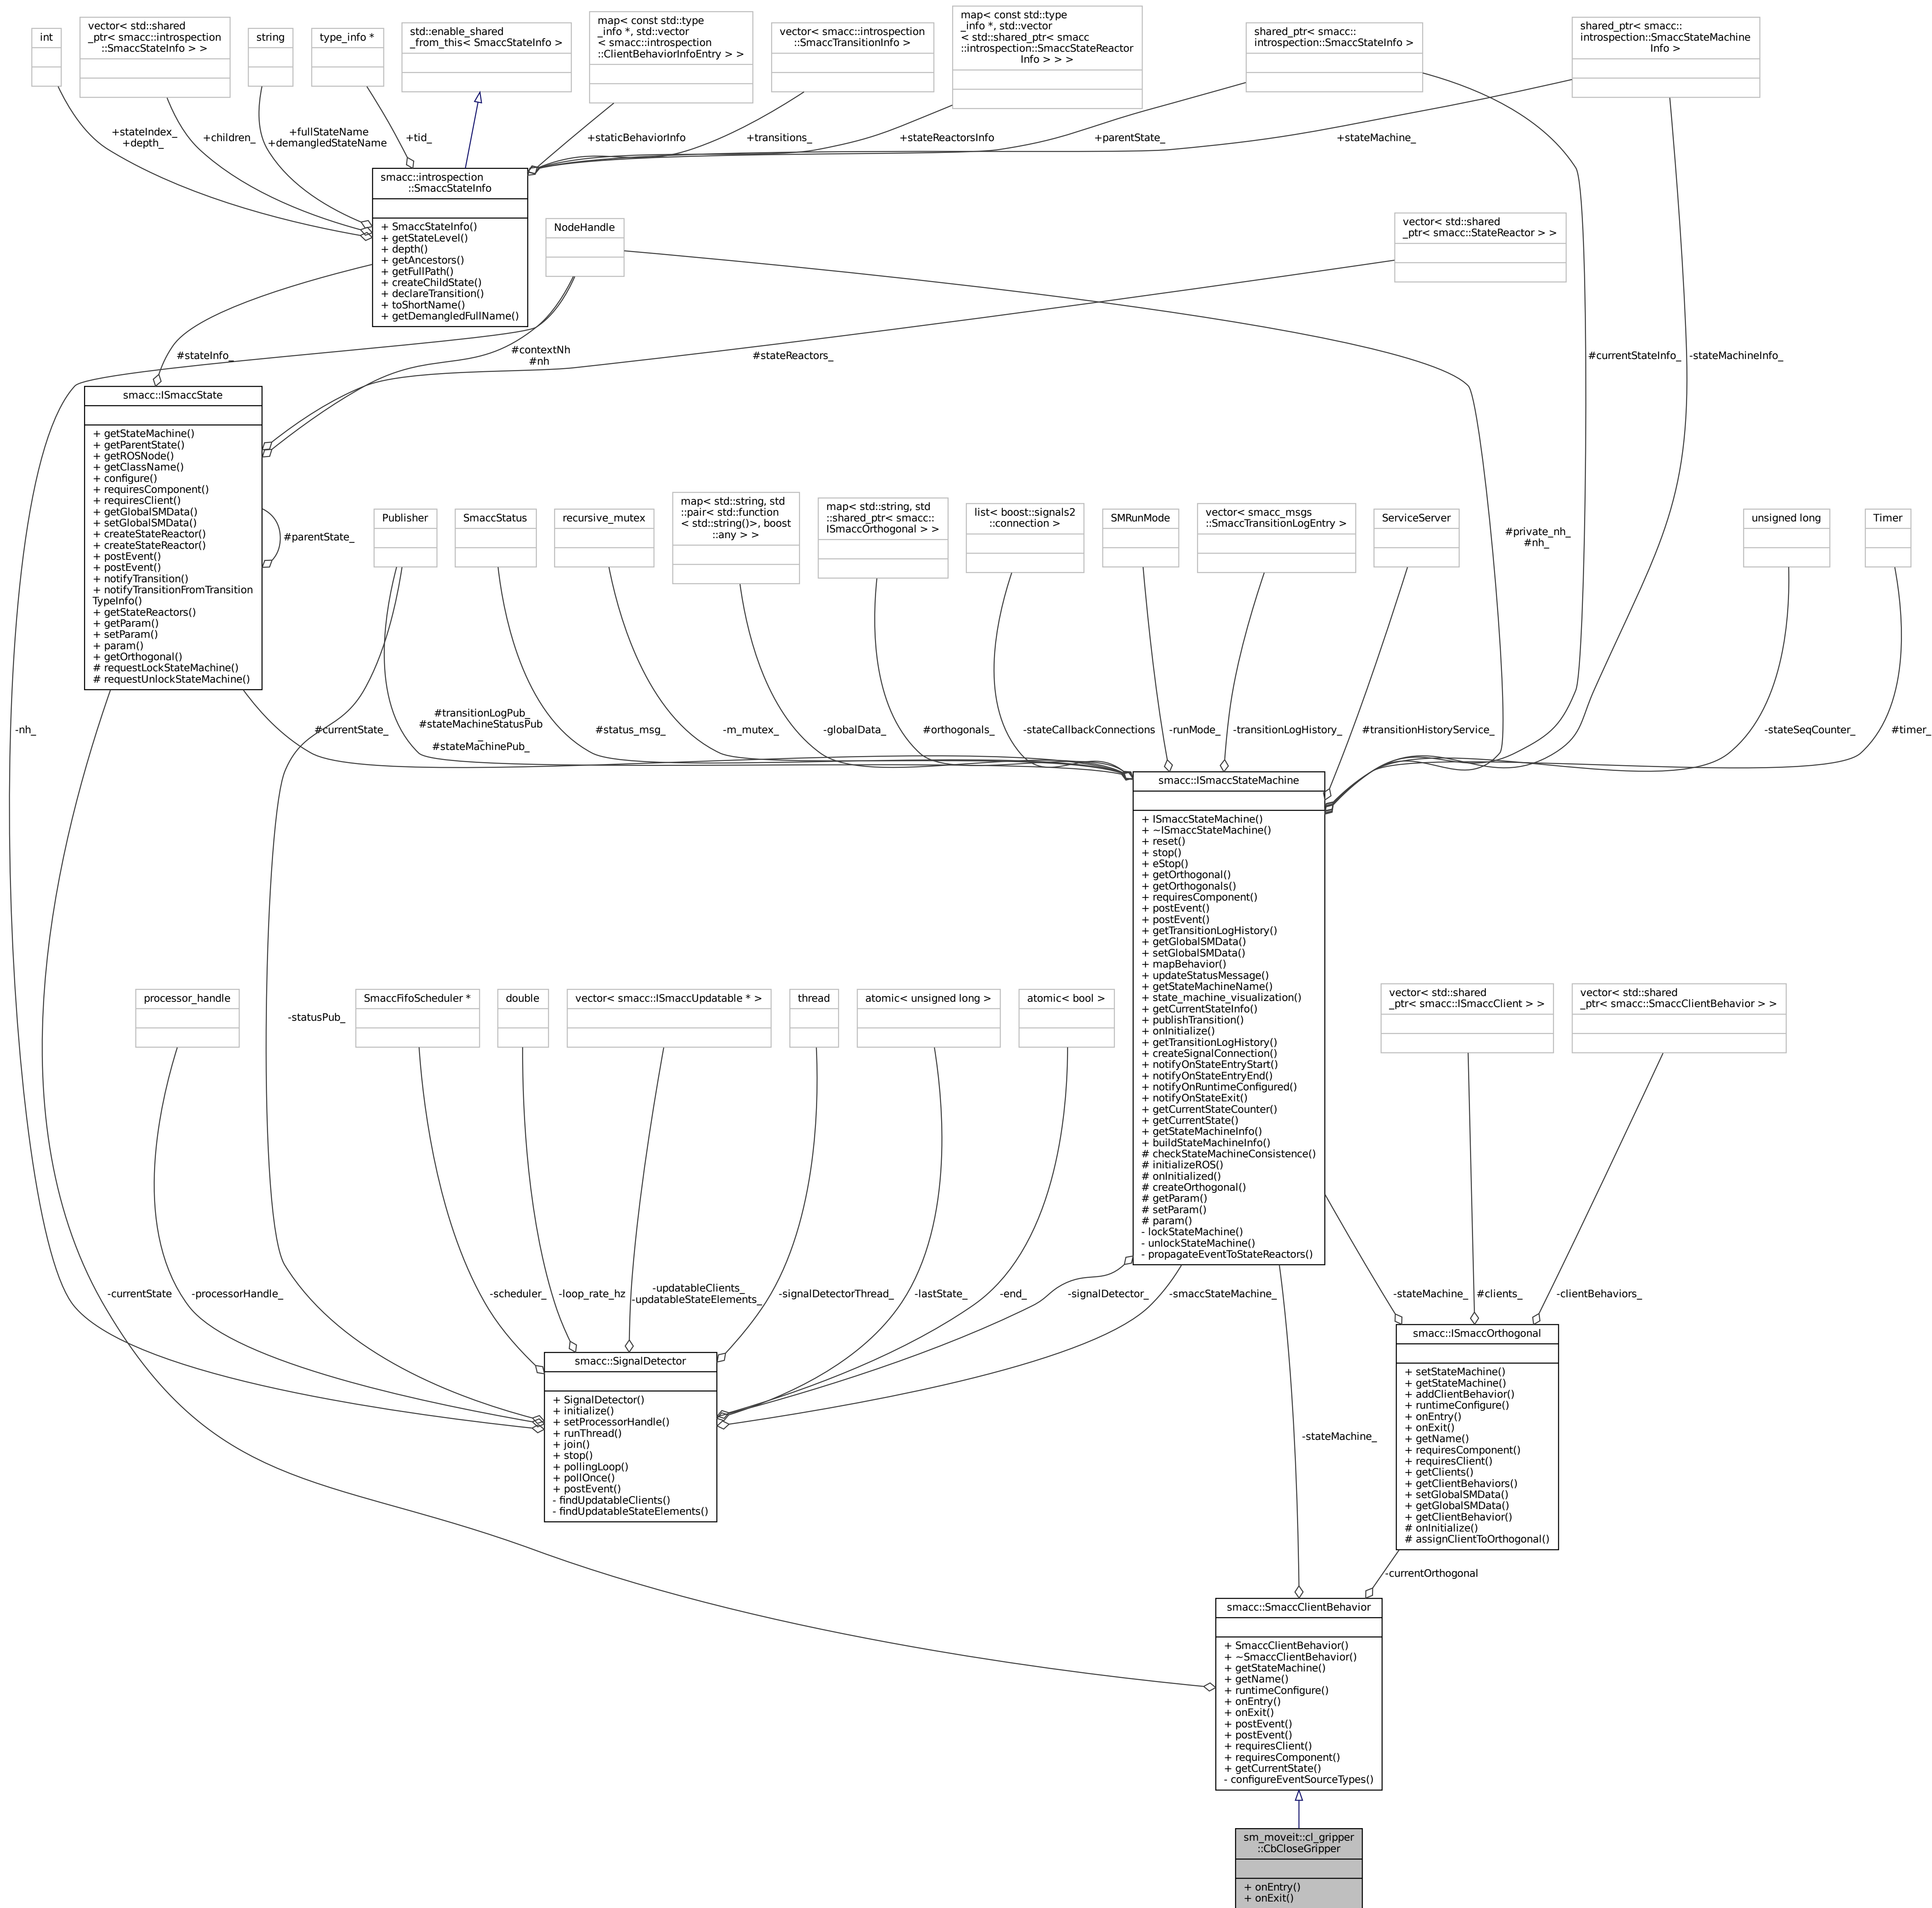 int
vector< std::shared
_ptr< smacc::introspection
::SmaccStateInfo > >
string
type_info *
std::enable_shared
_from_this< SmaccStateInfo >
map< const std::type
_info *, std::vector
< smacc::introspection
::ClientBehaviorInfoEntry > >
vector< smacc::introspection
::SmaccTransitionInfo >
map< const std::type
_info *, std::vector
< std::shared_ptr< smacc
::introspection::SmaccStateReactor
Info > > >
shared_ptr< smacc::
introspection::SmaccStateInfo >
shared_ptr< smacc::
introspection::SmaccStateMachine
Info >
+stateIndex_
+depth_
+children_
+fullStateName
+demangledStateName
+tid_
+staticBehaviorInfo
+transitions_
+stateReactorsInfo
+parentState_
+stateMachine_
smacc::introspection
::SmaccStateInfo
+ SmaccStateInfo()
+ getStateLevel()
+ depth()
+ getAncestors()
+ getFullPath()
+ createChildState()
+ declareTransition()
+ toShortName()
+ getDemangledFullName()
NodeHandle
vector< std::shared
_ptr< smacc::StateReactor > >
#stateInfo_
#contextNh
#nh
#stateReactors_
#currentStateInfo_
-stateMachineInfo_
smacc::ISmaccState
+ getStateMachine()
+ getParentState()
+ getROSNode()
+ getClassName()
+ configure()
+ requiresComponent()
+ requiresClient()
+ getGlobalSMData()
+ setGlobalSMData()
+ createStateReactor()
+ createStateReactor()
+ postEvent()
+ postEvent()
+ notifyTransition()
+ notifyTransitionFromTransition
TypeInfo()
+ getStateReactors()
+ getParam()
+ setParam()
+ param()
+ getOrthogonal()
# requestLockStateMachine()
# requestUnlockStateMachine()
#parentState_
Publisher
SmaccStatus
recursive_mutex
map< std::string, std
::pair< std::function
< std::string()>, boost
::any > >
map< std::string, std
::shared_ptr< smacc::
ISmaccOrthogonal > >
list< boost::signals2
::connection >
SMRunMode
vector< smacc_msgs
::SmaccTransitionLogEntry >
ServiceServer
#private_nh_
#nh_
unsigned long
Timer
-nh_
#currentState_
#transitionLogPub_
#stateMachineStatusPub
_
#stateMachinePub_
#status_msg_
-m_mutex_
-globalData_
#orthogonals_
-stateCallbackConnections
-runMode_
-transitionLogHistory_
#transitionHistoryService_
-stateSeqCounter_
#timer_
smacc::ISmaccStateMachine
+ ISmaccStateMachine()
+ ~ISmaccStateMachine()
+ reset()
+ stop()
+ eStop()
+ getOrthogonal()
+ getOrthogonals()
+ requiresComponent()
+ postEvent()
+ postEvent()
+ getTransitionLogHistory()
+ getGlobalSMData()
+ setGlobalSMData()
+ mapBehavior()
+ updateStatusMessage()
+ getStateMachineName()
+ state_machine_visualization()
+ getCurrentStateInfo()
+ publishTransition()
+ onInitialize()
+ getTransitionLogHistory()
+ createSignalConnection()
+ notifyOnStateEntryStart()
+ notifyOnStateEntryEnd()
+ notifyOnRuntimeConfigured()
+ notifyOnStateExit()
+ getCurrentStateCounter()
+ getCurrentState()
+ getStateMachineInfo()
+ buildStateMachineInfo()
# checkStateMachineConsistence()
# initializeROS()
# onInitialized()
# createOrthogonal()
# getParam()
# setParam()
# param()
- lockStateMachine()
- unlockStateMachine()
- propagateEventToStateReactors()
processor_handle
-statusPub_
SmaccFifoScheduler *
double
vector< smacc::ISmaccUpdatable * >
thread
atomic< unsigned long >
atomic< bool >
vector< std::shared
_ptr< smacc::ISmaccClient > >
vector< std::shared
_ptr< smacc::SmaccClientBehavior > >
-currentState
-processorHandle_
-scheduler_
-loop_rate_hz
-updatableClients_
-updatableStateElements_
-signalDetectorThread_
-lastState_
-end_
-signalDetector_
-smaccStateMachine_
-stateMachine_
#clients_
-clientBehaviors_
smacc::SignalDetector
+ SignalDetector()
+ initialize()
+ setProcessorHandle()
+ runThread()
+ join()
+ stop()
+ pollingLoop()
+ pollOnce()
+ postEvent()
- findUpdatableClients()
- findUpdatableStateElements()
-stateMachine_
smacc::ISmaccOrthogonal
+ setStateMachine()
+ getStateMachine()
+ addClientBehavior()
+ runtimeConfigure()
+ onEntry()
+ onExit()
+ getName()
+ requiresComponent()
+ requiresClient()
+ getClients()
+ getClientBehaviors()
+ setGlobalSMData()
+ getGlobalSMData()
+ getClientBehavior()
# onInitialize()
# assignClientToOrthogonal()
-currentOrthogonal
smacc::SmaccClientBehavior
+ SmaccClientBehavior()
+ ~SmaccClientBehavior()
+ getStateMachine()
+ getName()
+ runtimeConfigure()
+ onEntry()
+ onExit()
+ postEvent()
+ postEvent()
+ requiresClient()
+ requiresComponent()
+ getCurrentState()
- configureEventSourceTypes()
sm_moveit::cl_gripper
::CbCloseGripper
+ onEntry()
+ onExit()